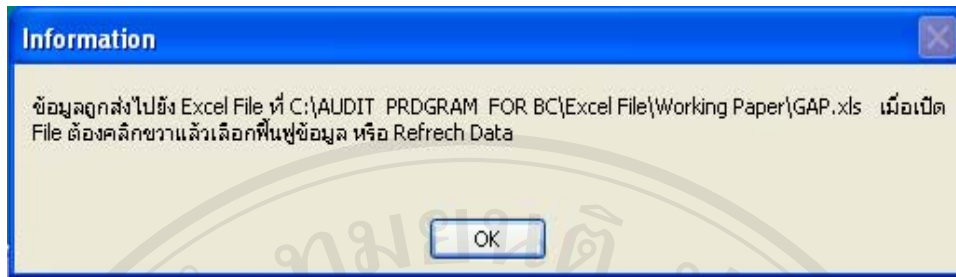 Information
ข้อมูลถูกส่งไปยัง Excel File ที่ C:\AUDIT PRDGRAM FOR BC\Excel File\Working Paper\GAP.xls เมื่อเปิด
File ต้องคลิกขวาแล้วเลือกฟื้นฟูข้อมูล หรือ Refrech Data
OK